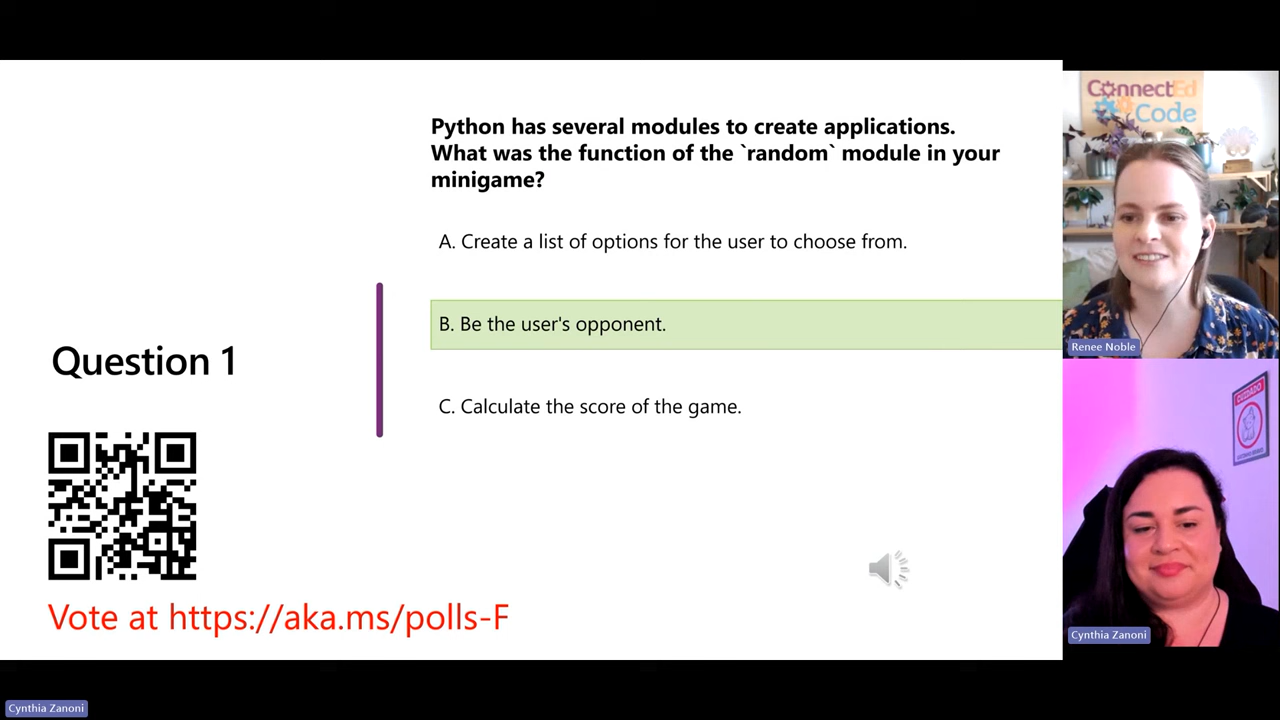 Python has several modules to create applications.
What was the function of the `random` module in your
minigame?
A. Create a list of options for the user to choose from.
B. Be the user's opponent.
C. Calculate the score of the game.
Question 1
Vote at https://aka.ms/polls-F
ConnectEd
Code
Renee Noble
CUIDADO
Cynthia Zanoni
Cynthia Zanoni